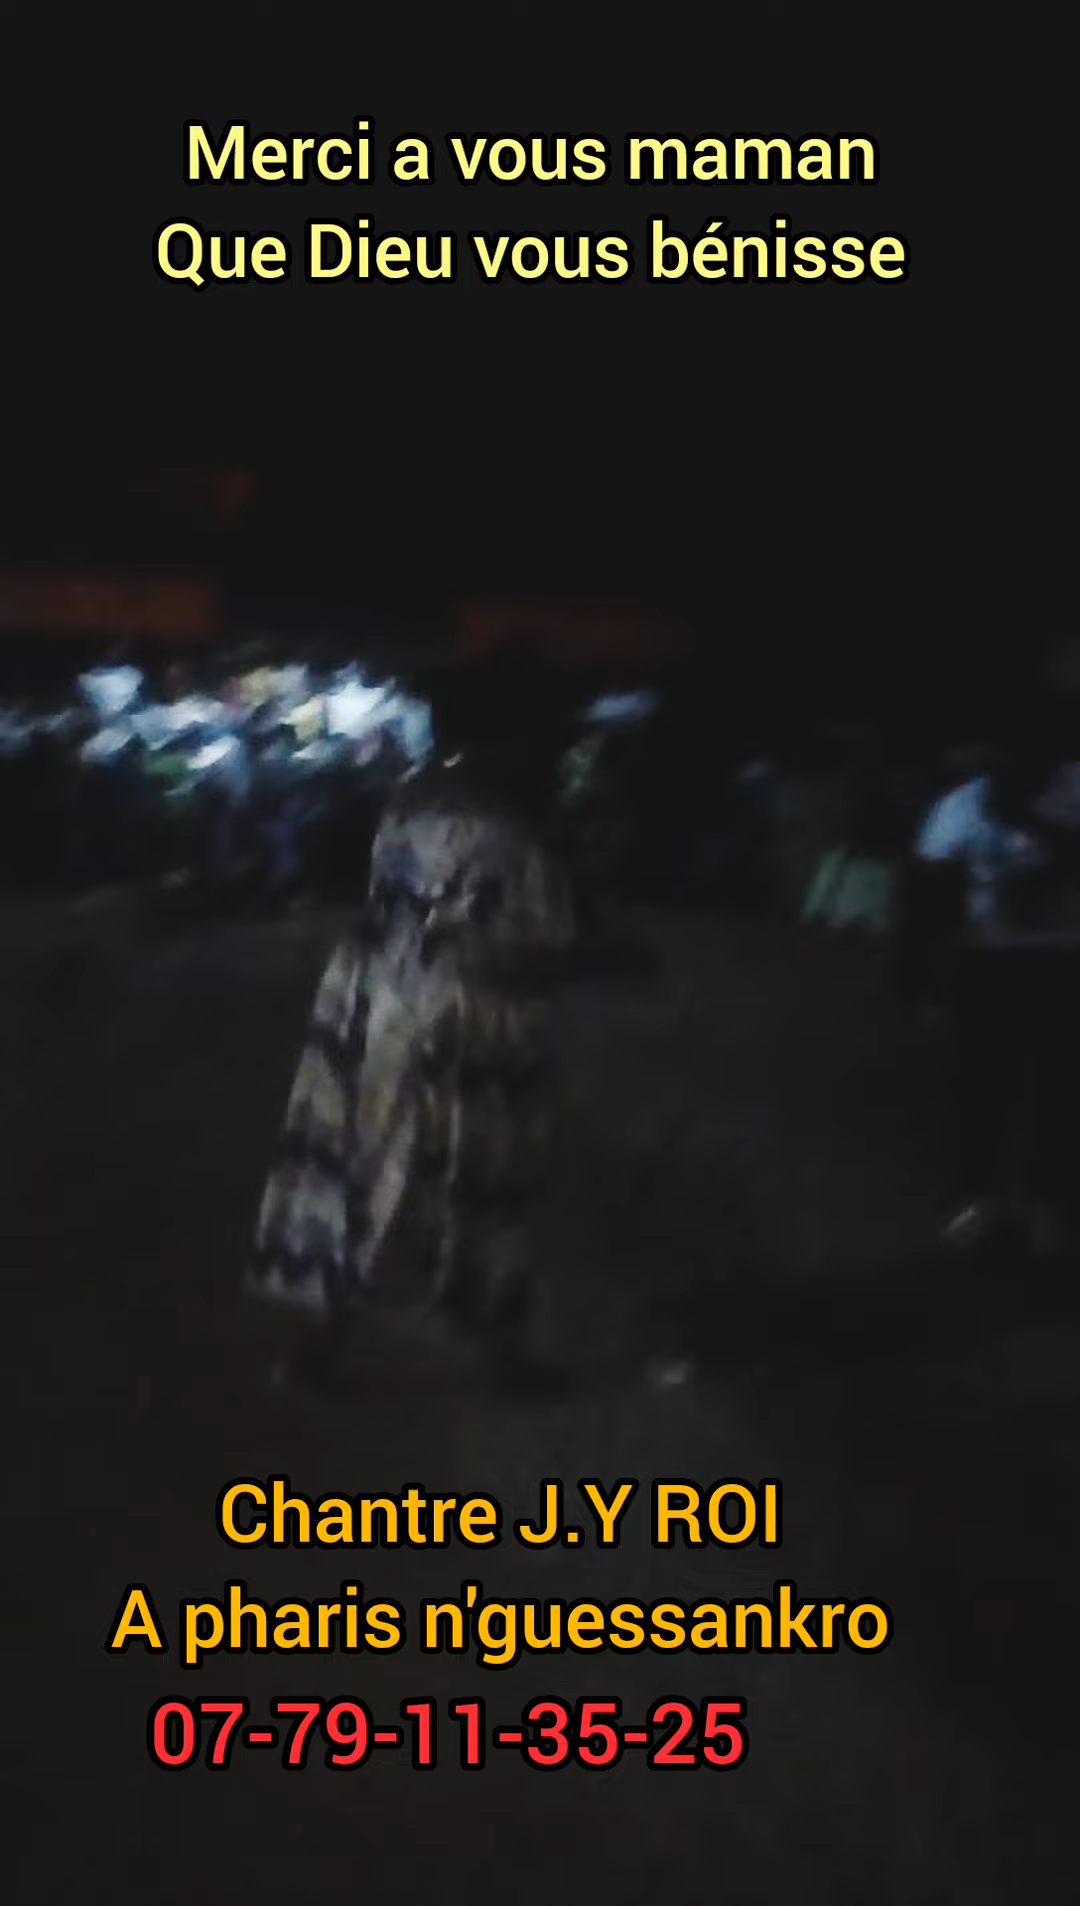 Merci a vous maman
Que Dieu vous bénisse
Chantre J.Y ROI
A pharis n'guessankro
07-79-11-35-25